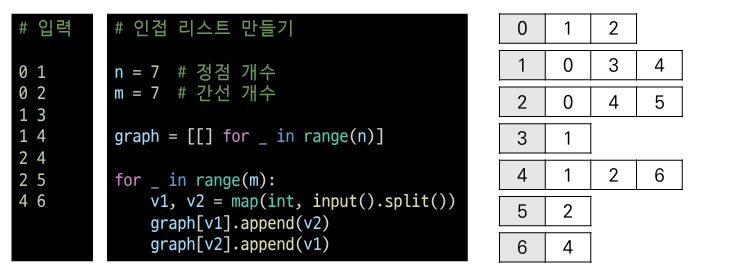 # 입력
0 1
0 2
1 3
1 4
2 4
2 5
4 6
# 인접 리스트 만들기
n = 7  # 정점 개수
m = 7  # 간선 개수
graph = [[] for _ in range(n)]
for _ in range(m):
    v1, v2 = map(int, input().split())
    graph[v1].append(v2)
    graph[v2].append(v1)
0 1 2
1 0 3 4
2 0 4 5
3 1
4 1 2 6
5 2
6 4